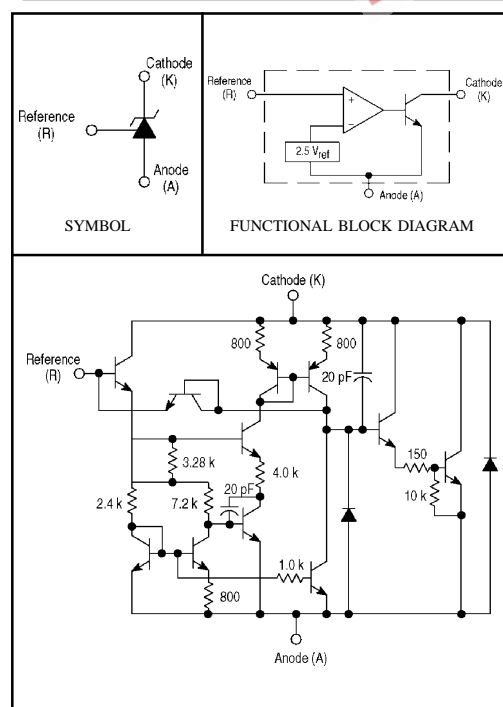 Cathode
(K)
Reference
(R)
Anode
(A)
SYMBOL
Reference
(R)
Cathode
(K)
+
−
2.5 Vref
Anode (A)
FUNCTIONAL BLOCK DIAGRAM
Cathode (K)
Reference
(R)
800
800
20 pF
3.28 k
4.0 k
150
10 k
2.4 k
7.2 k
20 pF
1.0 k
800
Anode (A)